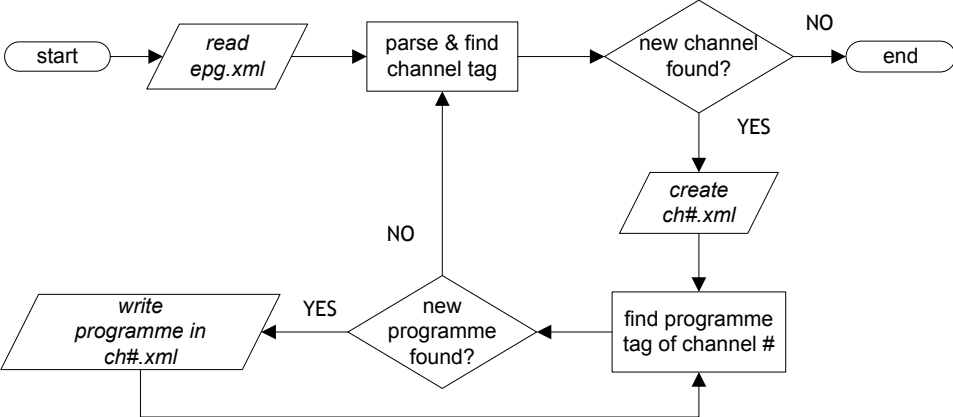 start
read
epg.xml
parse & find
channel tag
new channel
found?
NO
end
YES
create
ch#.xml
NO
write
programme in
ch#.xml
YES
new
programme
found?
find programme
tag of channel #